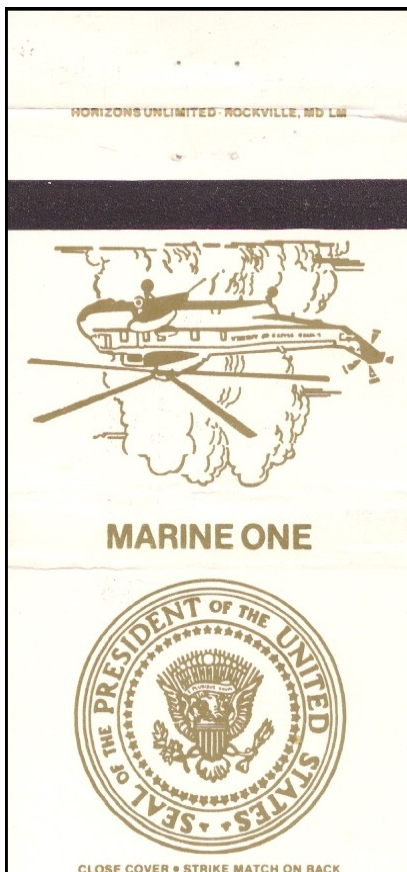 HORIZONS UNLIMITED · ROCKVILLE, MD LM
MARINE ONE
SEAL OF THE PRESIDENT OF THE UNITED STATES
CLOSE COVER • STRIKE MATCH ON BACK